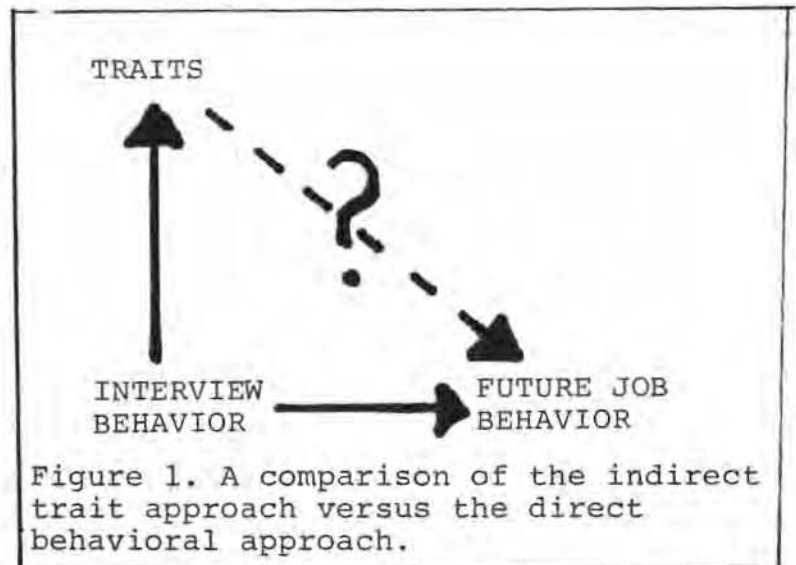 TRAITS
?
INTERVIEW
BEHAVIOR
FUTURE JOB
BEHAVIOR
Figure 1. A comparison of the indirect
trait approach versus the direct
behavioral approach.